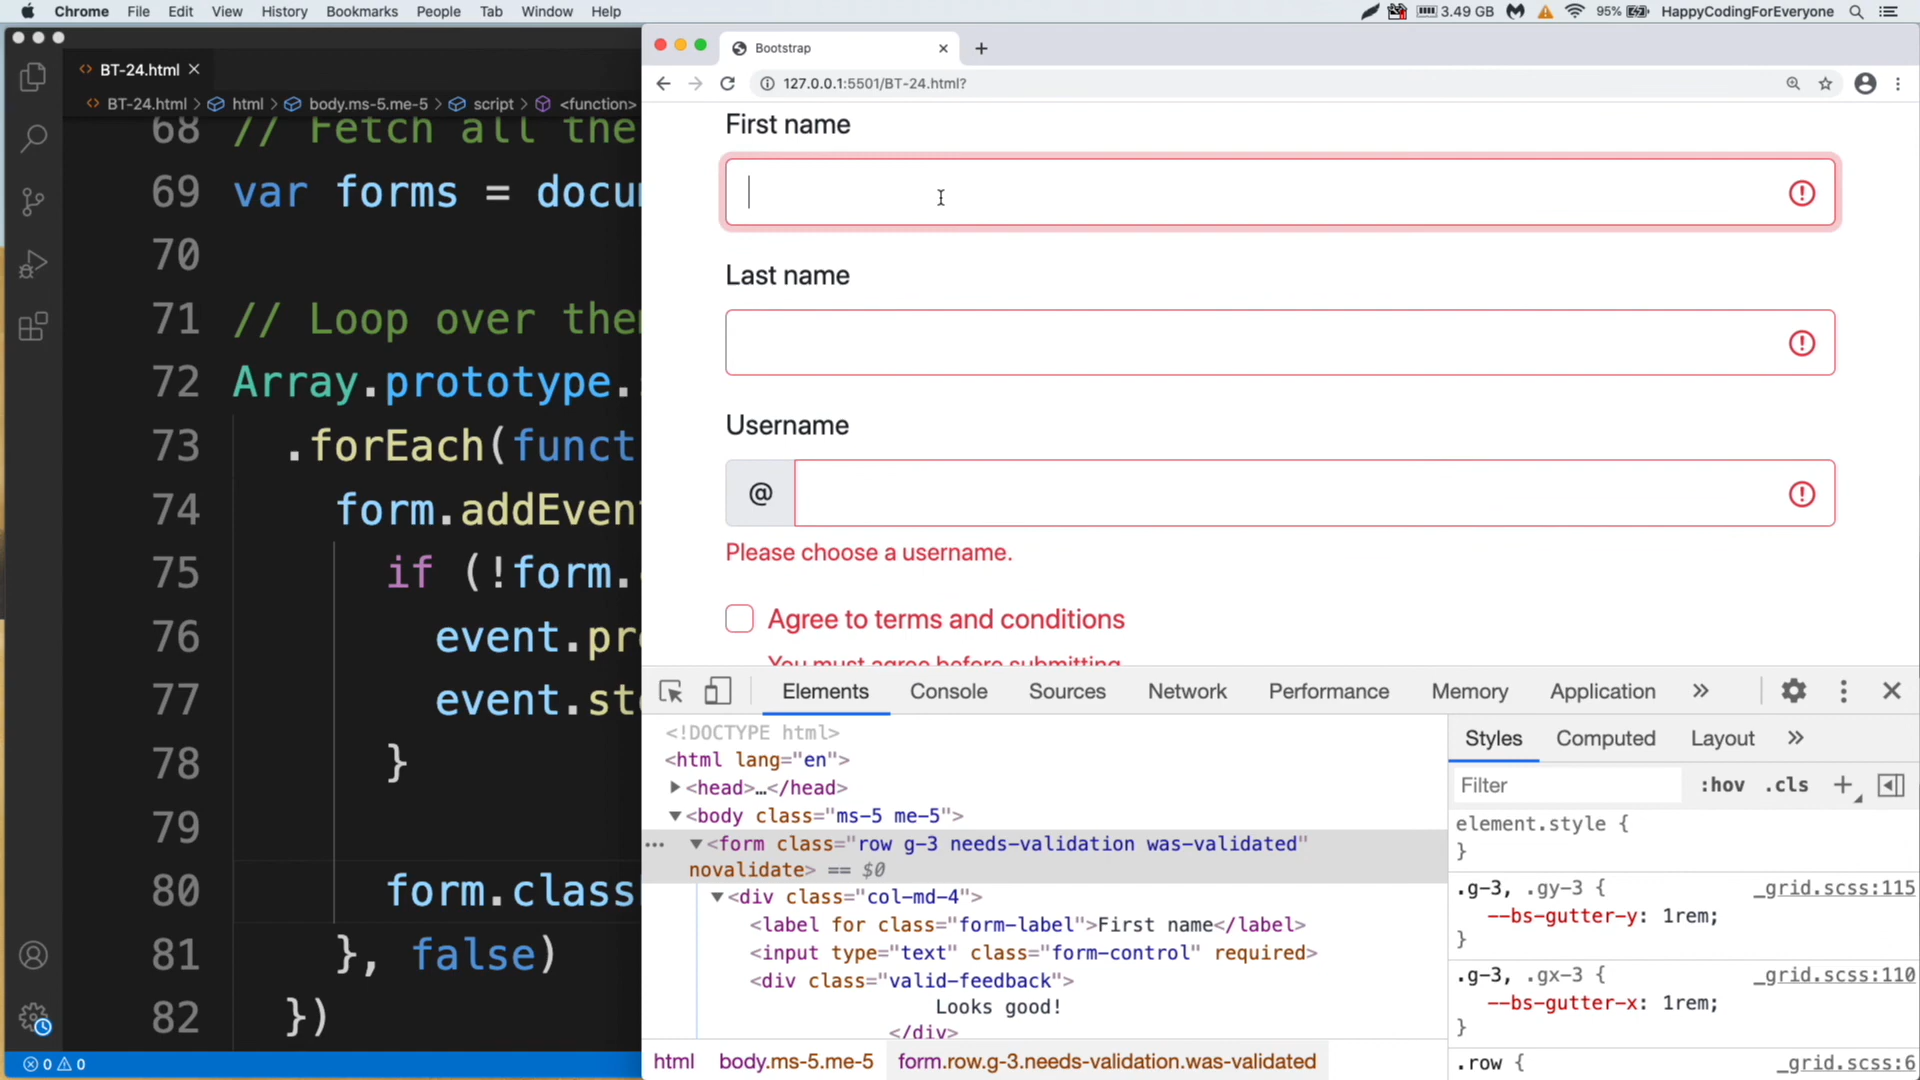 Chrome File Edit View History Bookmarks People Tab Window Help 3.49 GB 95% HappyCodingForEveryone
BT-24.html
BT-24.html > html > body.ms-5.me-5 > script > <function>
68 // Fetch all the
69 var forms = docu
70
71 // Loop over the
72 Array.prototype.
73 .forEach(funct
74 form.addEven
75 if (!form.
76 event.pre
77 event.sto
78 }
79
80 form.class
81 }, false)
82 })
0 0
Bootstrap
127.0.0.1:5501/BT-24.html?
First name
Last name
Username
@
Please choose a username.
Agree to terms and conditions
You must agree before submitting.
Elements Console Sources Network Performance Memory Application »
<!DOCTYPE html>
<html lang="en">
<head>…</head>
<body class="ms-5 me-5">
<form class="row g-3 needs-validation was-validated"
novalidate> == $0
<div class="col-md-4">
<label for class="form-label">First name</label>
<input type="text" class="form-control" required>
<div class="valid-feedback">
Looks good!
</div>
html body.ms-5.me-5 form.row.g-3.needs-validation.was-validated
Styles Computed Layout »
Filter :hov .cls +
element.style {
}
.g-3, .gy-3 { _grid.scss:115
--bs-gutter-y: 1rem;
}
.g-3, .gx-3 { _grid.scss:110
--bs-gutter-x: 1rem;
}
.row { _grid.scss:6